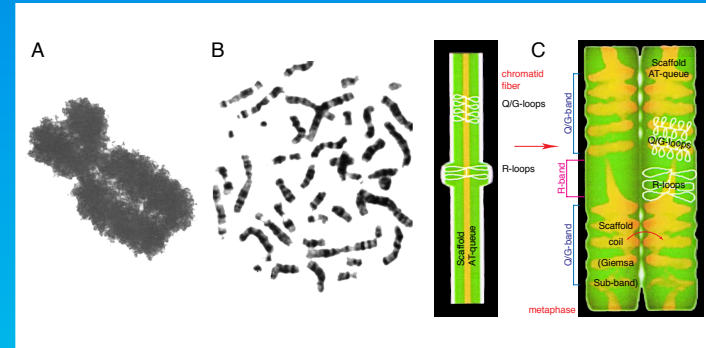 A
B
C
chromatid
fiber
Q/G-loops
R-loops
Scaffold
AT-queue
Q/G-band
R-band
Q/G-band
metaphase
Scaffold
AT-queue
Q/G-loops
R-loops
Scaffold
coil
(Giemsa
Sub-band)